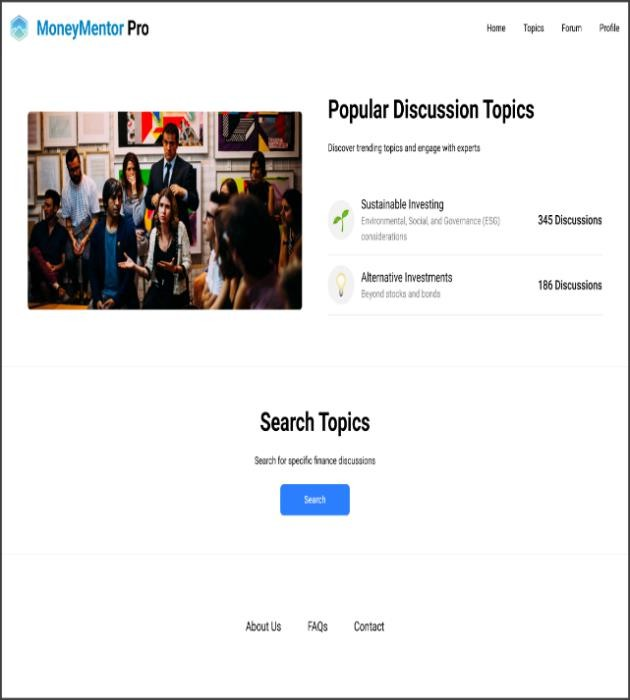 MoneyMentor Pro
Home Topics Forum Profile
Popular Discussion Topics
Discover trending topics and engage with experts
Sustainable Investing
Environmental, Social, and Governance (ESG)
considerations
345 Discussions
Alternative Investments
Beyond stocks and bonds
186 Discussions
Search Topics
Search for specific finance discussions
Search
About Us FAQs Contact